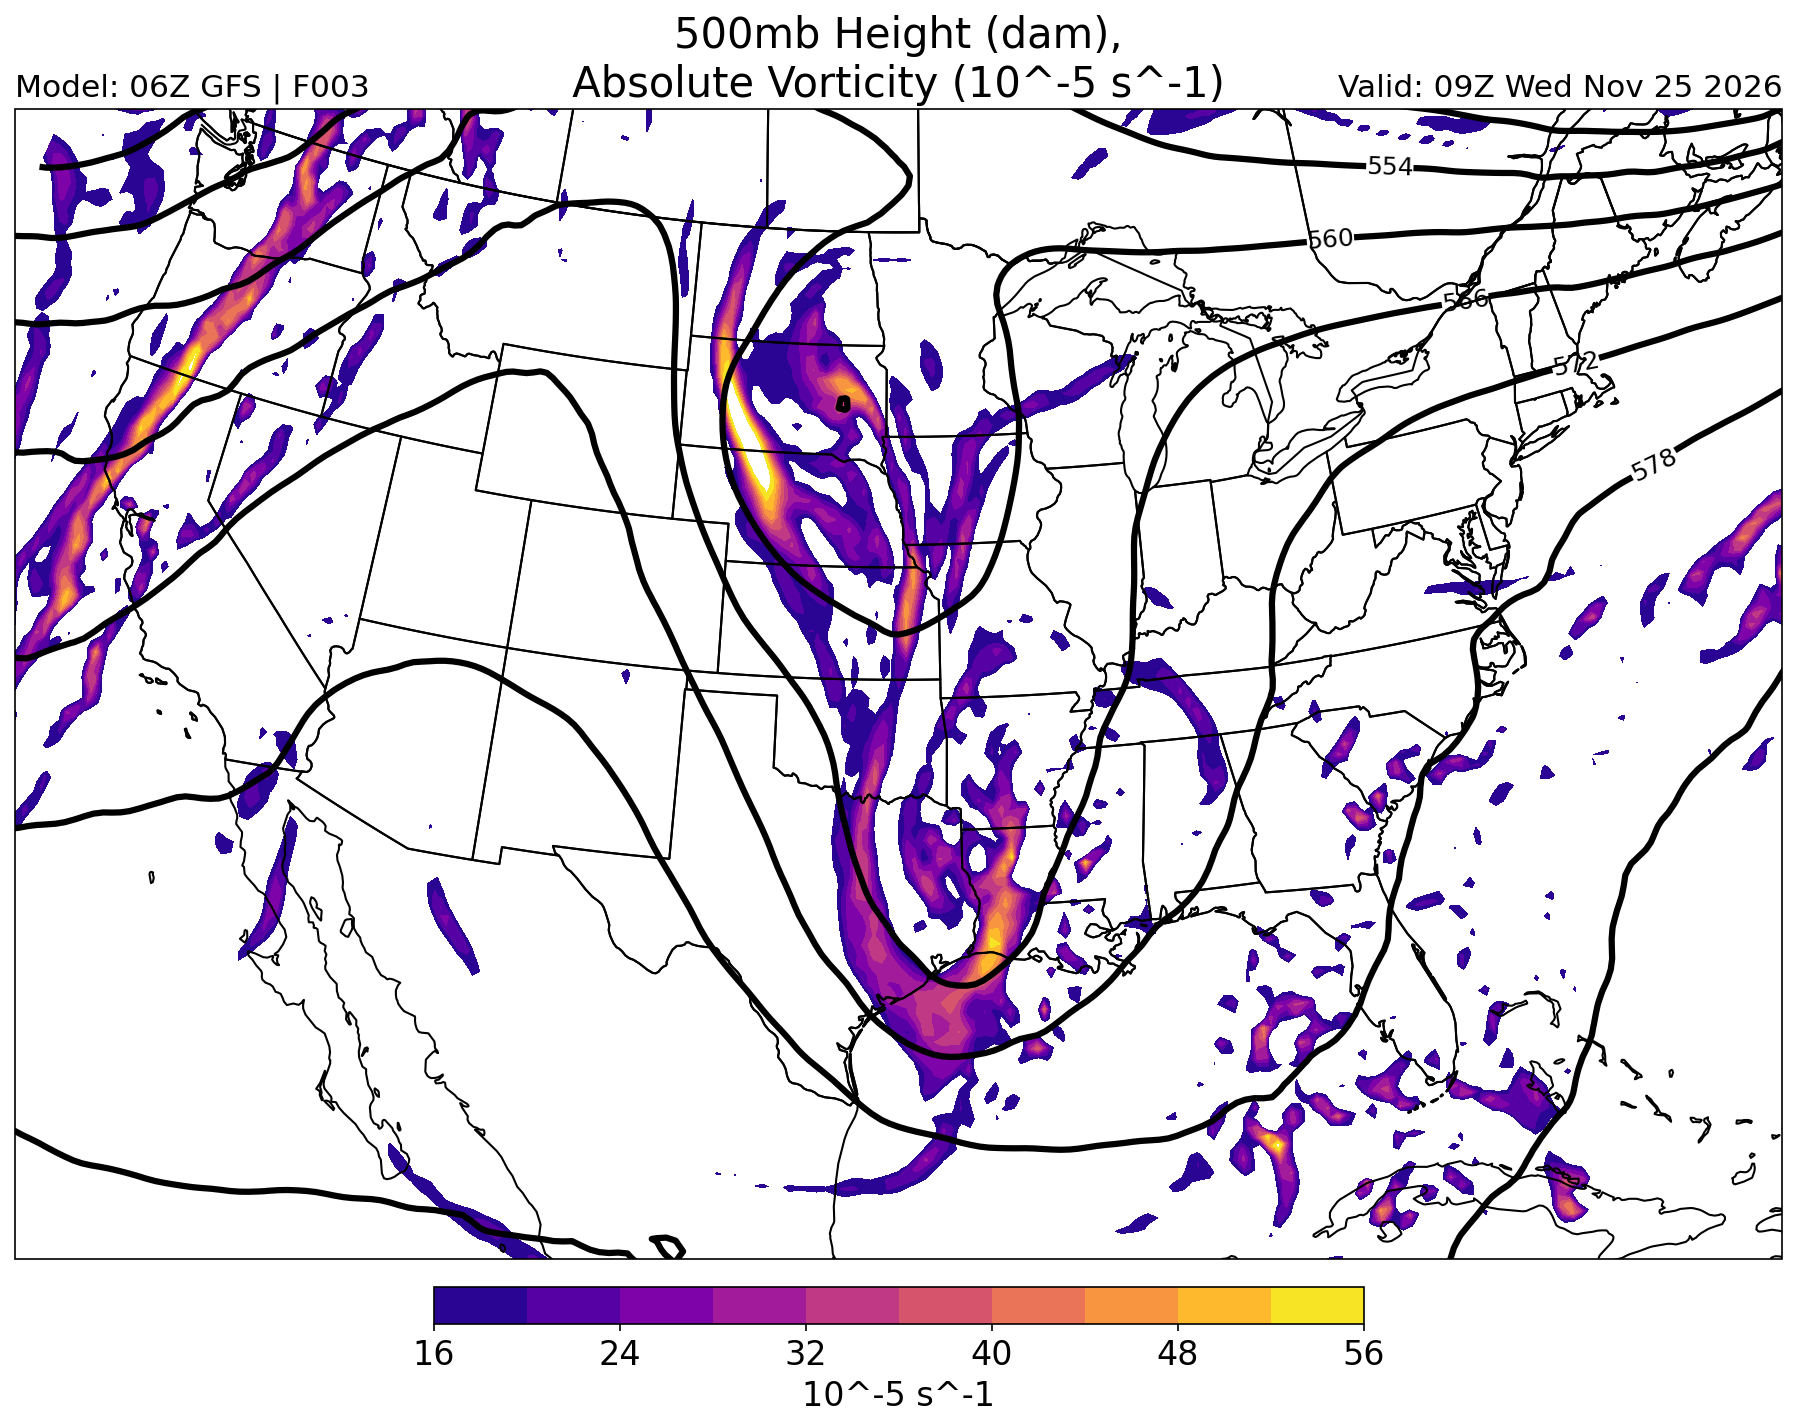 500mb Height (dam),
Model: 06Z GFS | F003
Absolute Vorticity (10^-5 s^-1)
Valid: 09Z Wed Nov 25 2026
554
560
566
572
578
16
24
32
40
48
56
10^-5 s^-1